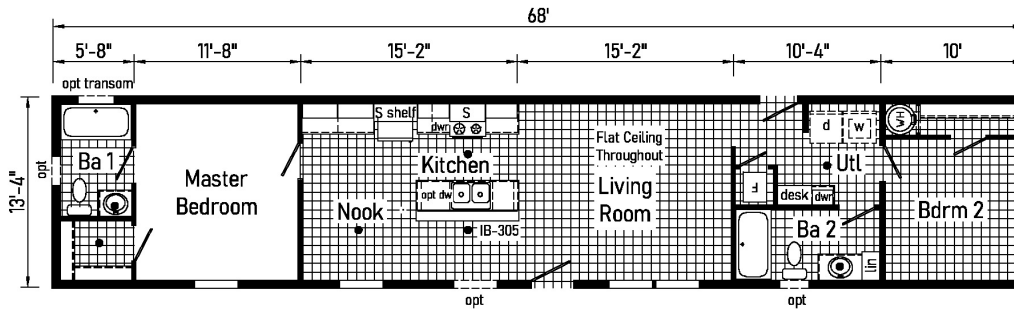 68'
5'-8" 11'-8" 15'-2" 15'-2" 10'-4" 10'
opt transom
S shelf
S
dwr
d
w
WH
Flat Ceiling
Throughout
opt
13'-4"
Ba 1
Kitchen
Utl
Master
Bedroom
opt dw
Living
Room
F
desk
dwr
Nook
IB-305
Ba 2
Bdrm 2
lin
opt
opt